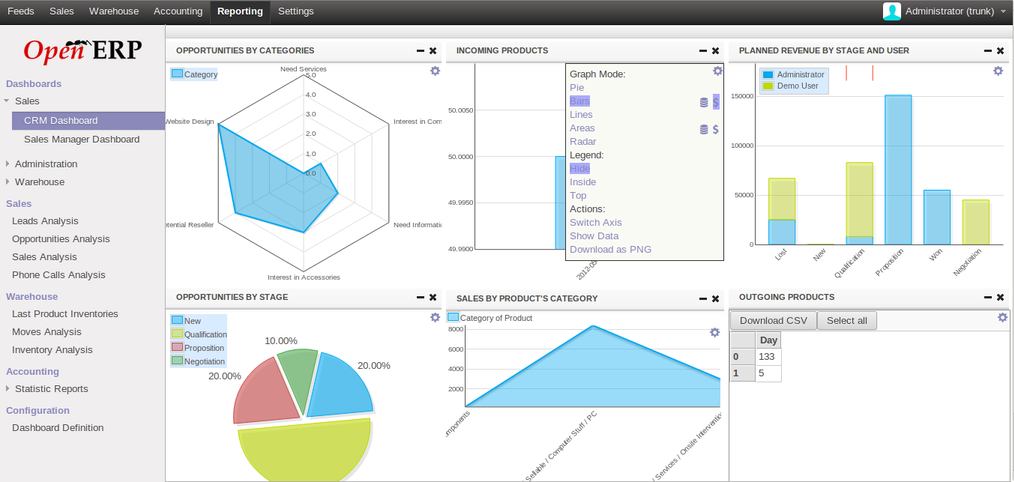 Feeds Sales Warehouse Accounting Reporting Settings Administrator (trunk)
Open ERP
Dashboards
Sales
CRM Dashboard
Sales Manager Dashboard
Administration
Warehouse
Sales
Leads Analysis
Opportunities Analysis
Sales Analysis
Phone Calls Analysis
Warehouse
Last Product Inventories
Moves Analysis
Inventory Analysis
Accounting
Statistic Reports
Configuration
Dashboard Definition
OPPORTUNITIES BY CATEGORIES
Category
Need Services
5.0
4.0
3.0
2.0
1.0
0.0
Website Design
Interest in Com
tential Reseller
Need Informati
Interest in Accessories
INCOMING PRODUCTS
50.0050
50.0000
49.9950
49.9900
Graph Mode:
Pie
Bars
Lines
Areas
Radar
Legend:
Hide
Inside
Top
Actions:
Switch Axis
Show Data
Download as PNG
PLANNED REVENUE BY STAGE AND USER
Administrator
Demo User
150000
100000
50000
0
Lost
New
Qualification
Proposition
Won
Negotiation
OPPORTUNITIES BY STAGE
New
Qualification
Proposition
Negotiation
10.00%
20.00%
20.00%
SALES BY PRODUCT'S CATEGORY
Category of Product
8000
6000
4000
2000
mponents
Sellable / Computer Stuff / PC
/ Services / Onsite Interventio
OUTGOING PRODUCTS
Download CSV Select all
Day
0 133
1 5